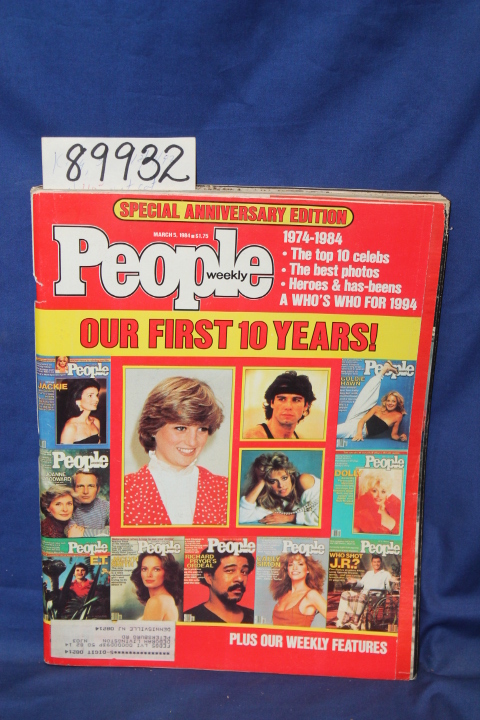 89932
SPECIAL ANNIVERSARY EDITION
MARCH 5, 1984 ■ $1.75
People
weekly
1974-1984
• The top 10 celebs
• The best photos
• Heroes & has-beens
A WHO'S WHO FOR 1994
OUR FIRST 10 YEARS!
People
JACKIE
People
GOLDIE
HAWN
People
People
DOLLY
People
E.T.
People
People
RICHARD
PRYOR'S
ORDEAL
People
People
WHO SHOT
J.R.?
PLUS OUR WEEKLY FEATURES